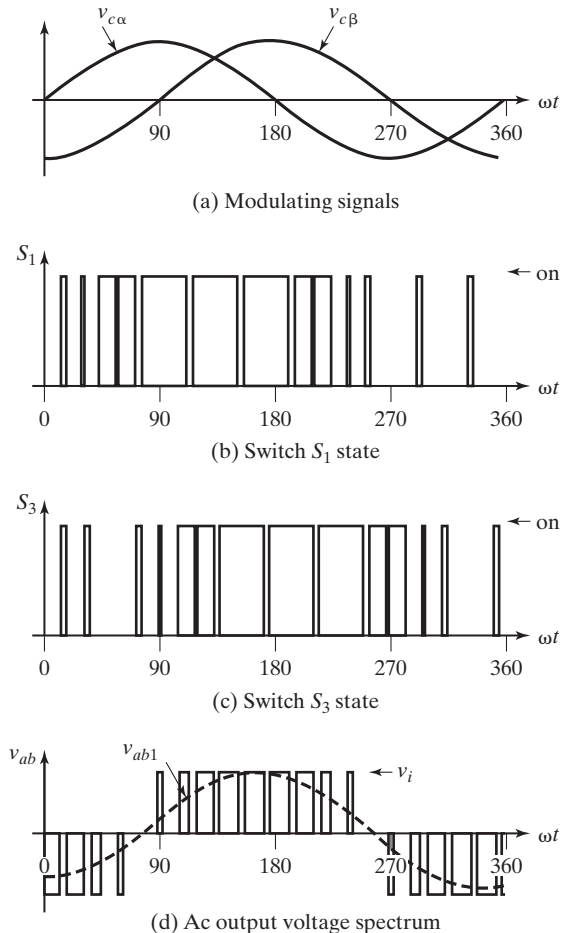 v_cα v_cβ
ωt
90 180 270 360
(a) Modulating signals
S_1
on
ωt
0 90 180 270 360
(b) Switch S_1 state
S_3
on
ωt
0 90 180 270 360
(c) Switch S_3 state
v_ab v_ab1
v_i
ωt
0 90 180 270 360
(d) Ac output voltage spectrum